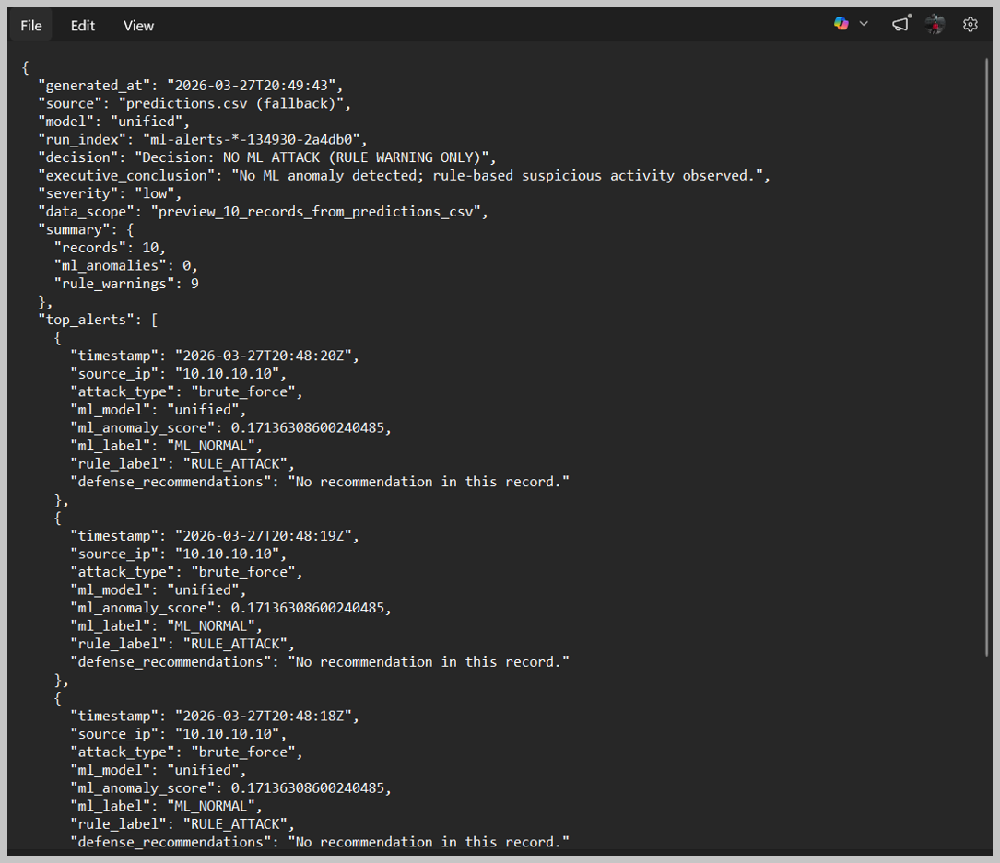 File Edit View
{
"generated_at": "2026-03-27T20:49:43",
"source": "predictions.csv (fallback)",
"model": "unified",
"run_index": "ml-alerts-*-134930-2a4db0",
"decision": "Decision: NO ML ATTACK (RULE WARNING ONLY)",
"executive_conclusion": "No ML anomaly detected; rule-based suspicious activity observed.",
"severity": "low",
"data_scope": "preview_10_records_from_predictions_csv",
"summary": {
"records": 10,
"ml_anomalies": 0,
"rule_warnings": 9
},
"top_alerts": [
{
"timestamp": "2026-03-27T20:48:20Z",
"source_ip": "10.10.10.10",
"attack_type": "brute_force",
"ml_model": "unified",
"ml_anomaly_score": 0.17136308600240485,
"ml_label": "ML_NORMAL",
"rule_label": "RULE_ATTACK",
"defense_recommendations": "No recommendation in this record."
},
{
"timestamp": "2026-03-27T20:48:19Z",
"source_ip": "10.10.10.10",
"attack_type": "brute_force",
"ml_model": "unified",
"ml_anomaly_score": 0.17136308600240485,
"ml_label": "ML_NORMAL",
"rule_label": "RULE_ATTACK",
"defense_recommendations": "No recommendation in this record."
},
{
"timestamp": "2026-03-27T20:48:18Z",
"source_ip": "10.10.10.10",
"attack_type": "brute_force",
"ml_model": "unified",
"ml_anomaly_score": 0.17136308600240485,
"ml_label": "ML_NORMAL",
"rule_label": "RULE_ATTACK",
"defense_recommendations": "No recommendation in this record."